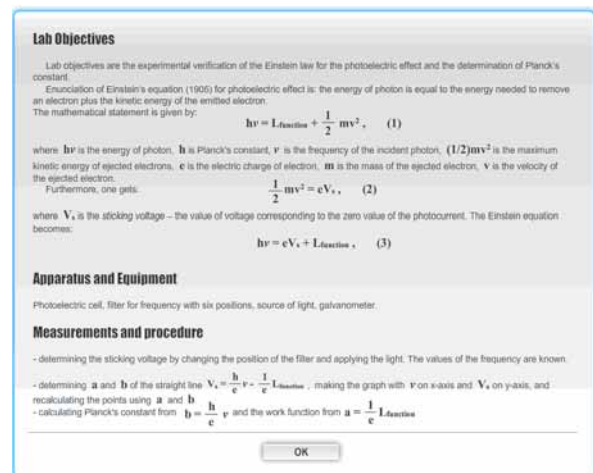 Lab Objectives
Lab objectives are the experimental verification of the Einstein law for the photoelectric effect and the determination of Planck's
constant.
Enunciation of Einstein's equation (1905) for photoelectric effect is: the energy of photon is equal to the energy needed to remove
an electron plus the kinetic energy of the emitted electron.
The mathematical statement is given by:
hν = Lfunction + 1/2 mv², (1)
where hν is the energy of photon, h is Planck's constant, ν is the frequency of the incident photon, (1/2)mv² is the maximum
kinetic energy of ejected electrons, e is the electric charge of electron, m is the mass of the ejected electron, v is the velocity of
the ejected electron.
Furthermore, one gets:
1/2 mv² = eVs, (2)
where Vs is the sticking voltage – the value of voltage corresponding to the zero value of the photocurrent. The Einstein equation
becomes:
hν = eVs + Lfunction, (3)
Apparatus and Equipment
Photoelectric cell, filter for frequency with six positions, source of light, galvanometer.
Measurements and procedure
- determining the sticking voltage by changing the position of the filter and applying the light. The values of the frequency are known.
- determining a and b of the straight line Vs = h/e ν - 1/e Lfunction, making the graph with ν on x-axis and Vs on y-axis, and
recalculating the points using a and b
- calculating Planck's constant from b = h/e ν and the work function from a = 1/e Lfunction
OK